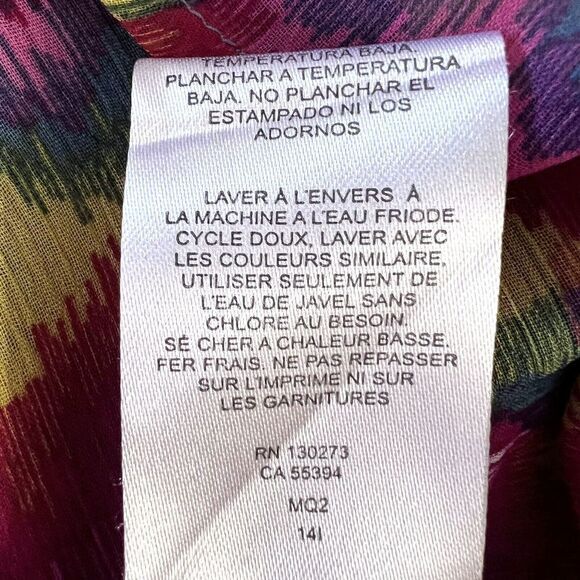 TEMPERATURA BAJA.
PLANCHAR A TEMPERATURA
BAJA. NO PLANCHAR EL
ESTAMPADO NI LOS
ADORNOS
LAVER À L'ENVERS À
LA MACHINE A L'EAU FRIODE.
CYCLE DOUX, LAVER AVEC
LES COULEURS SIMILAIRE,
UTILISER SEULEMENT DE
L'EAU DE JAVEL SANS
CHLORE AU BESOIN.
SÉ CHER A CHALEUR BASSE.
FER FRAIS. NE PAS REPASSER
SUR L'IMPRIME NI SUR
LES GARNITURES
RN 130273
CA 55394
MQ2
14I